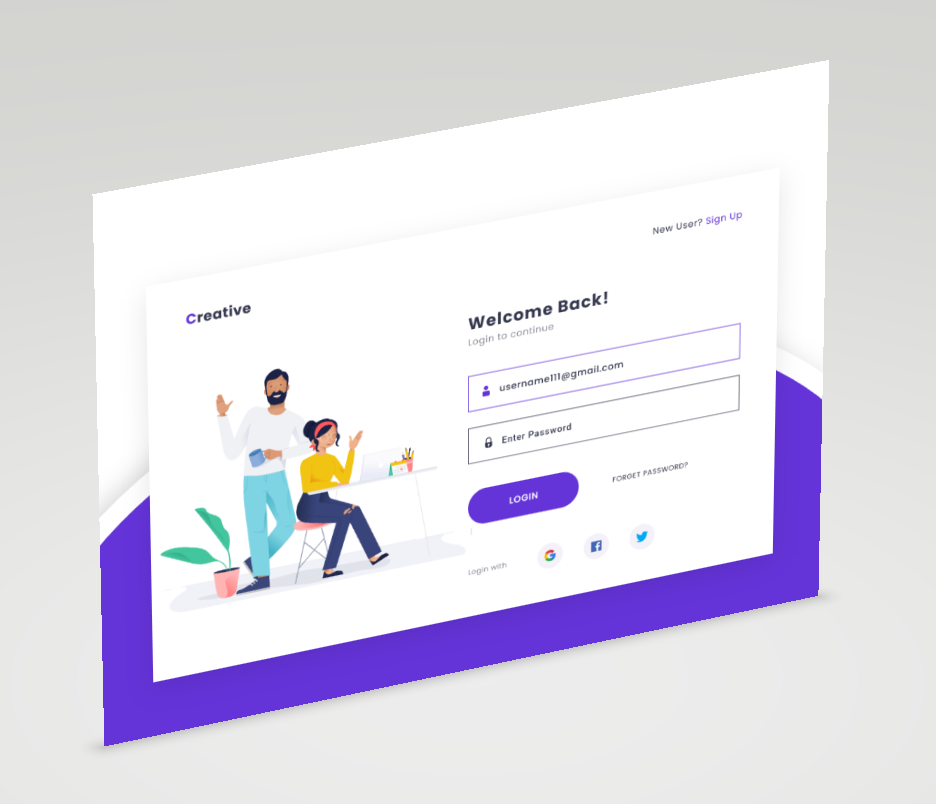 New User? Sign Up
Creative
Welcome Back!
Login to continue
username111@gmail.com
Enter Password
LOGIN
FORGET PASSWORD?
Login with